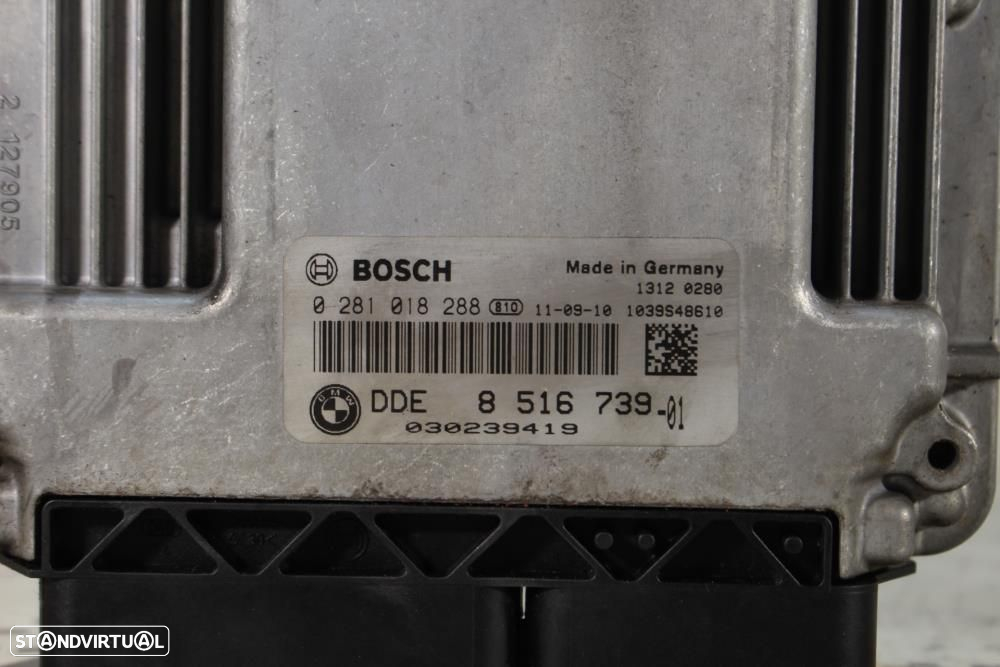 2 127905
BOSCH
Made in Germany
1312 0280
0 281 018 288 810 11-09-10 1039S48610
BMW
DDE 8 516 739-01
030239419
STANDVIRTUAL